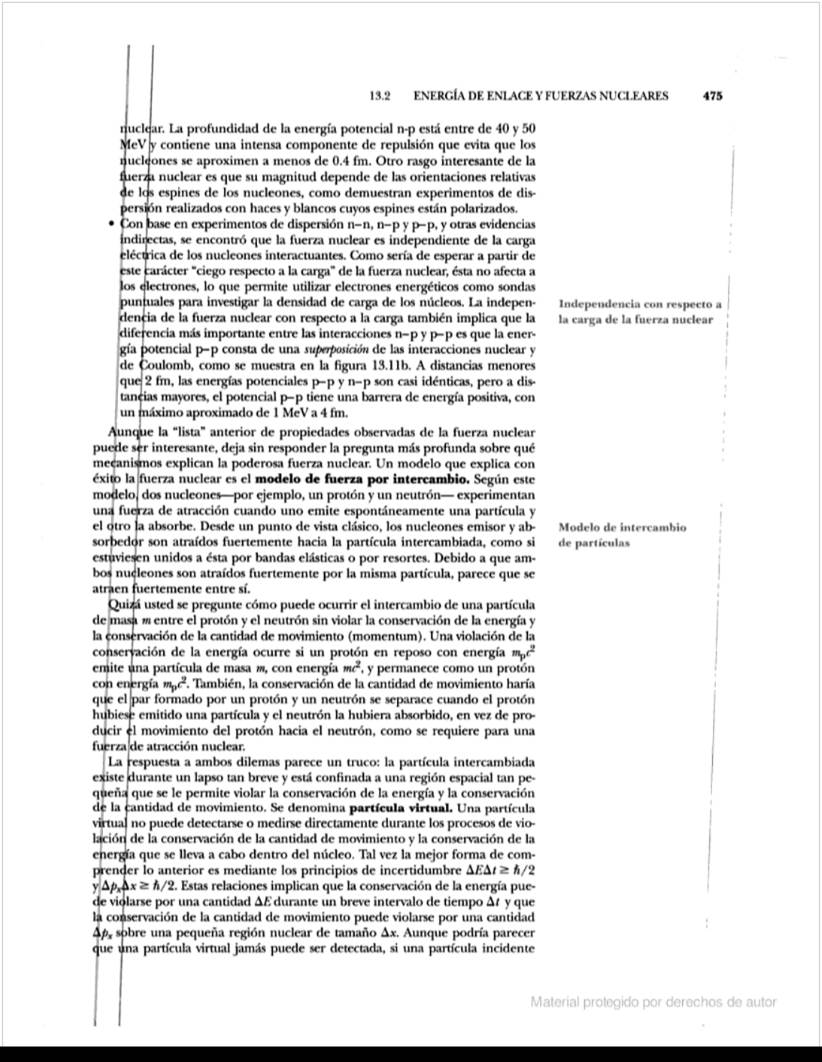 13.2 ENERGÍA DE ENLACE Y FUERZAS NUCLEARES 475
nuclear. La profundidad de la energía potencial n-p está entre de 40 y 50
MeV y contiene una intensa componente de repulsión que evita que los
nucleones se aproximen a menos de 0.4 fm. Otro rasgo interesante de la
fuerza nuclear es que su magnitud depende de las orientaciones relativas
de los espines de los nucleones, como demuestran experimentos de dis-
persión realizados con haces y blancos cuyos espines están polarizados.
• Con base en experimentos de dispersión n–n, n–p y p–p, y otras evidencias
indirectas, se encontró que la fuerza nuclear es independiente de la carga
eléctrica de los nucleones interactuantes. Como sería de esperar a partir de
este carácter "ciego respecto a la carga" de la fuerza nuclear, ésta no afecta a
los electrones, lo que permite utilizar electrones energéticos como sondas
puntuales para investigar la densidad de carga de los núcleos. La indepen-
dencia de la fuerza nuclear con respecto a la carga también implica que la
diferencia más importante entre las interacciones n–p y p–p es que la ener-
gía potencial p–p consta de una superposición de las interacciones nuclear y
de Coulomb, como se muestra en la figura 13.11b. A distancias menores
que 2 fm, las energías potenciales p–p y n–p son casi idénticas, pero a dis-
tancias mayores, el potencial p–p tiene una barrera de energía positiva, con
un máximo aproximado de 1 MeV a 4 fm.
Independencia con respecto a
la carga de la fuerza nuclear
Aunque la "lista" anterior de propiedades observadas de la fuerza nuclear
puede ser interesante, deja sin responder la pregunta más profunda sobre qué
mecanismos explican la poderosa fuerza nuclear. Un modelo que explica con
éxito la fuerza nuclear es el modelo de fuerza por intercambio. Según este
modelo, dos nucleones—por ejemplo, un protón y un neutrón— experimentan
una fuerza de atracción cuando uno emite espontáneamente una partícula y
el otro la absorbe. Desde un punto de vista clásico, los nucleones emisor y ab-
sorbedor son atraídos fuertemente hacia la partícula intercambiada, como si
estuviesen unidos a ésta por bandas elásticas o por resortes. Debido a que am-
bos nucleones son atraídos fuertemente por la misma partícula, parece que se
atraen fuertemente entre sí.
Modelo de intercambio
de partículas
Quizá usted se pregunte cómo puede ocurrir el intercambio de una partícula
de masa m entre el protón y el neutrón sin violar la conservación de la energía y
la conservación de la cantidad de movimiento (momentum). Una violación de la
conservación de la energía ocurre si un protón en reposo con energía mₚc²
emite una partícula de masa m, con energía mc², y permanece como un protón
con energía mₚc². También, la conservación de la cantidad de movimiento haría
que el par formado por un protón y un neutrón se separace cuando el protón
hubiese emitido una partícula y el neutrón la hubiera absorbido, en vez de pro-
ducir el movimiento del protón hacia el neutrón, como se requiere para una
fuerza de atracción nuclear.
La respuesta a ambos dilemas parece un truco: la partícula intercambiada
existe durante un lapso tan breve y está confinada a una región espacial tan pe-
queña que se le permite violar la conservación de la energía y la conservación
de la cantidad de movimiento. Se denomina partícula virtual. Una partícula
virtual no puede detectarse o medirse directamente durante los procesos de vio-
lación de la conservación de la cantidad de movimiento y la conservación de la
energía que se lleva a cabo dentro del núcleo. Tal vez la mejor forma de com-
prender lo anterior es mediante los principios de incertidumbre ΔEΔt ≥ ℏ/2
y ΔpₓΔx ≥ ℏ/2. Estas relaciones implican que la conservación de la energía pue-
de violarse por una cantidad ΔE durante un breve intervalo de tiempo Δt y que
la conservación de la cantidad de movimiento puede violarse por una cantidad
Δpₓ sobre una pequeña región nuclear de tamaño Δx. Aunque podría parecer
que una partícula virtual jamás puede ser detectada, si una partícula incidente
Material protegido por derechos de autor